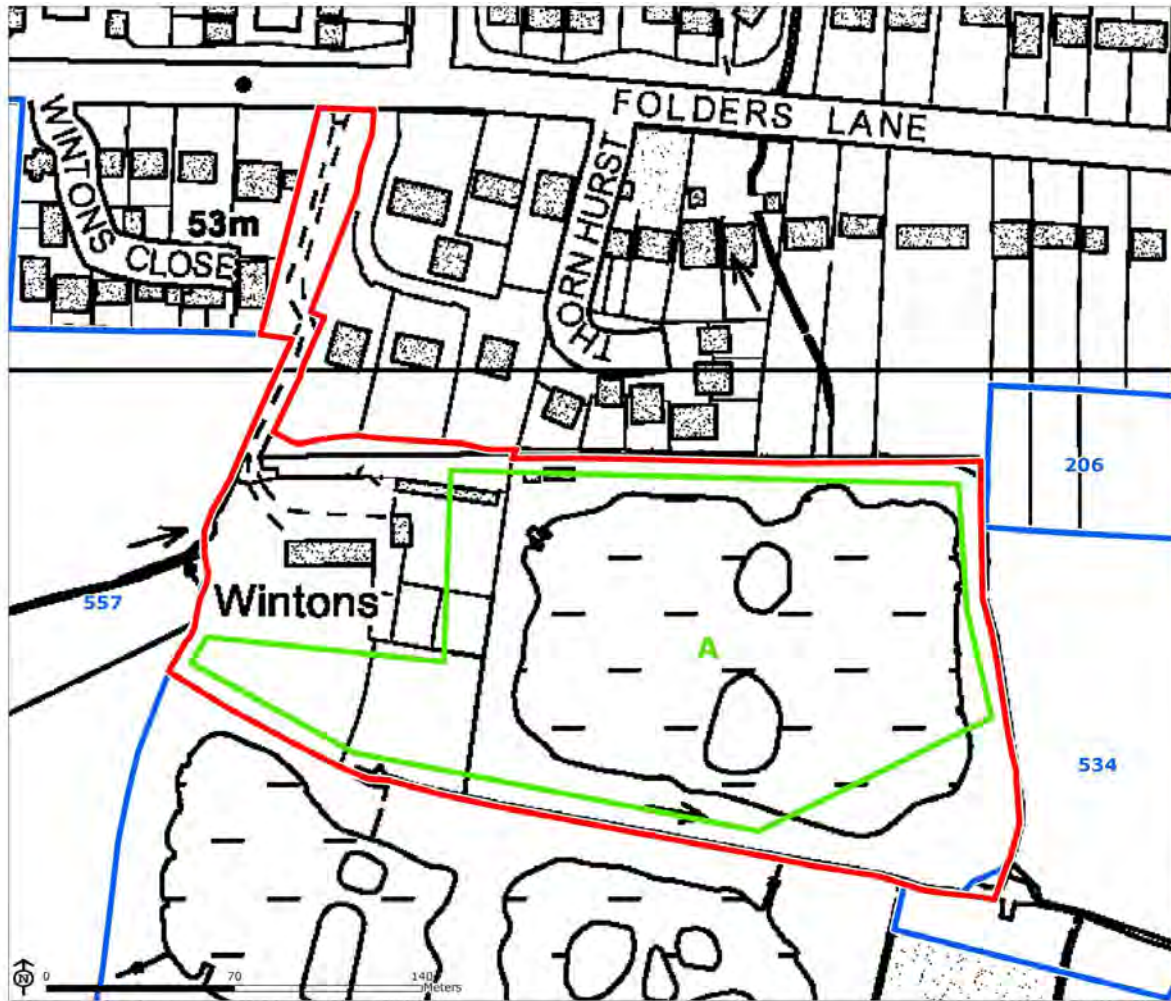 FOLDERS LANE
WINTONS
CLOSE
53m
THORN HURST
206
557
Wintons
A
534
N
0 70 140
Meters